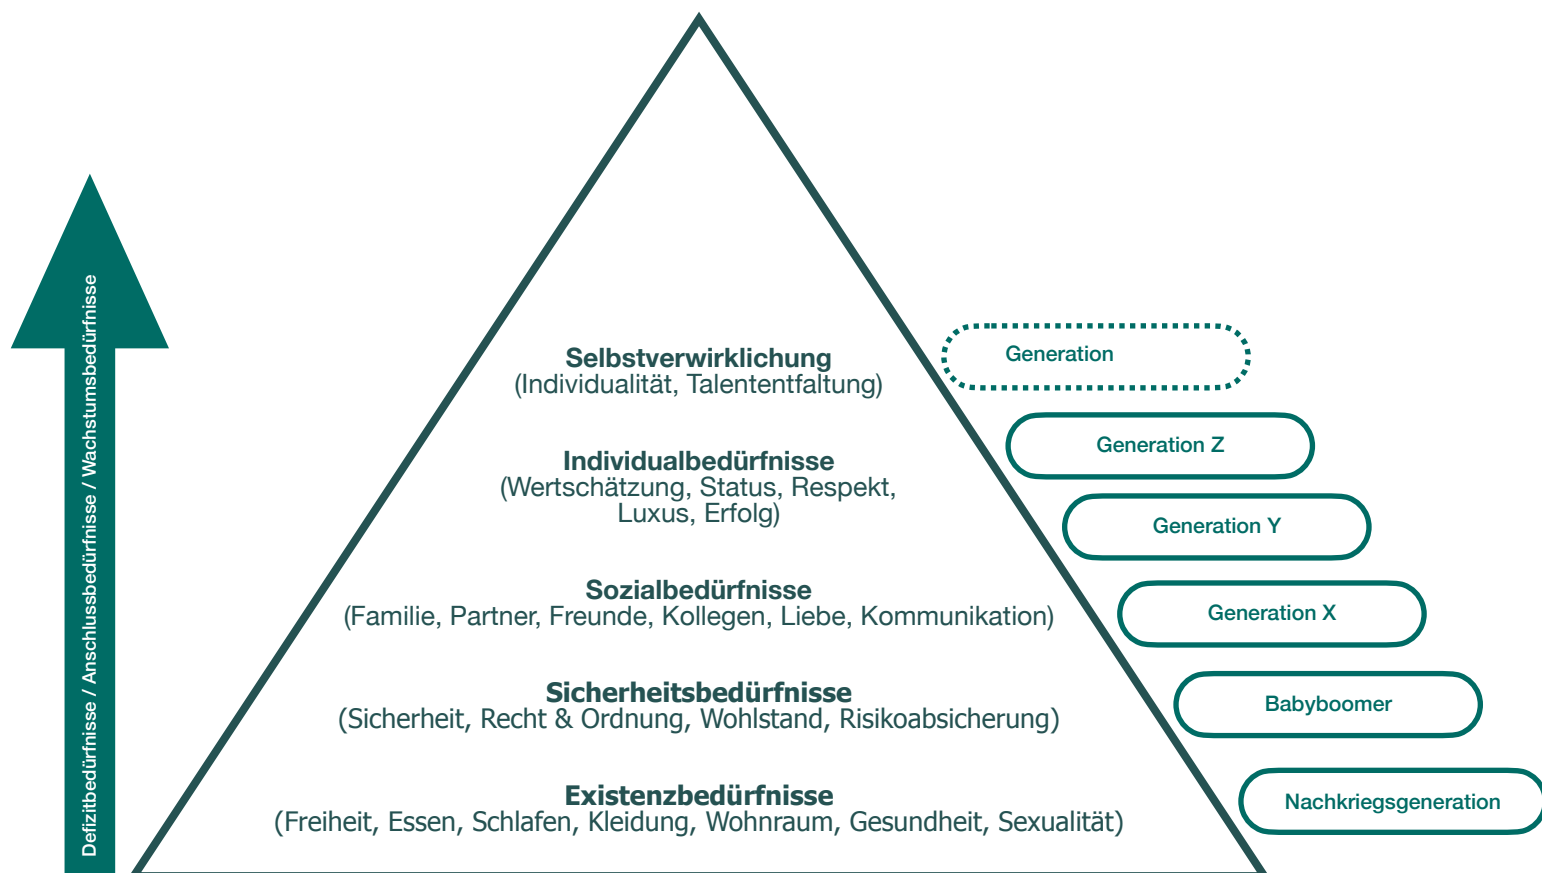 Defizitbedürfnisse / Anschlussbedürfnisse / Wachstumsbedürfnisse
Selbstverwirklichung
(Individualität, Talententfaltung)
Individualbedürfnisse
(Wertschätzung, Status, Respekt,
Luxus, Erfolg)
Sozialbedürfnisse
(Familie, Partner, Freunde, Kollegen, Liebe, Kommunikation)
Sicherheitsbedürfnisse
(Sicherheit, Recht & Ordnung, Wohlstand, Risikoabsicherung)
Existenzbedürfnisse
(Freiheit, Essen, Schlafen, Kleidung, Wohnraum, Gesundheit, Sexualität)
Generation
Generation Z
Generation Y
Generation X
Babyboomer
Nachkriegsgeneration